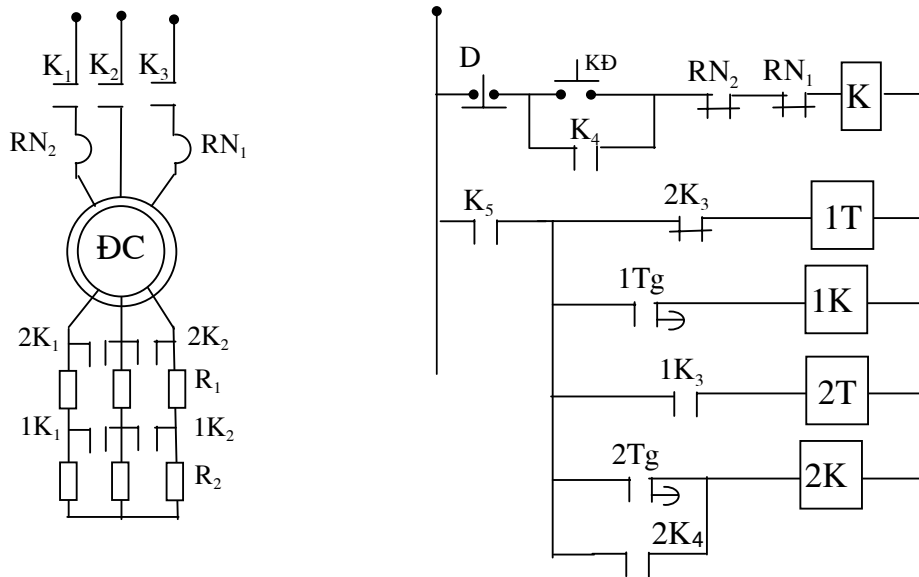 K₁ K₂ K₃
RN₂ RN₁
ĐC
2K₁ 2K₂
R₁
1K₁ 1K₂
R₂
D KĐ RN₂ RN₁ K
K₄
K₅ 2K₃ 1T
1Tg 1K
1K₃ 2T
2Tg 2K
2K₄